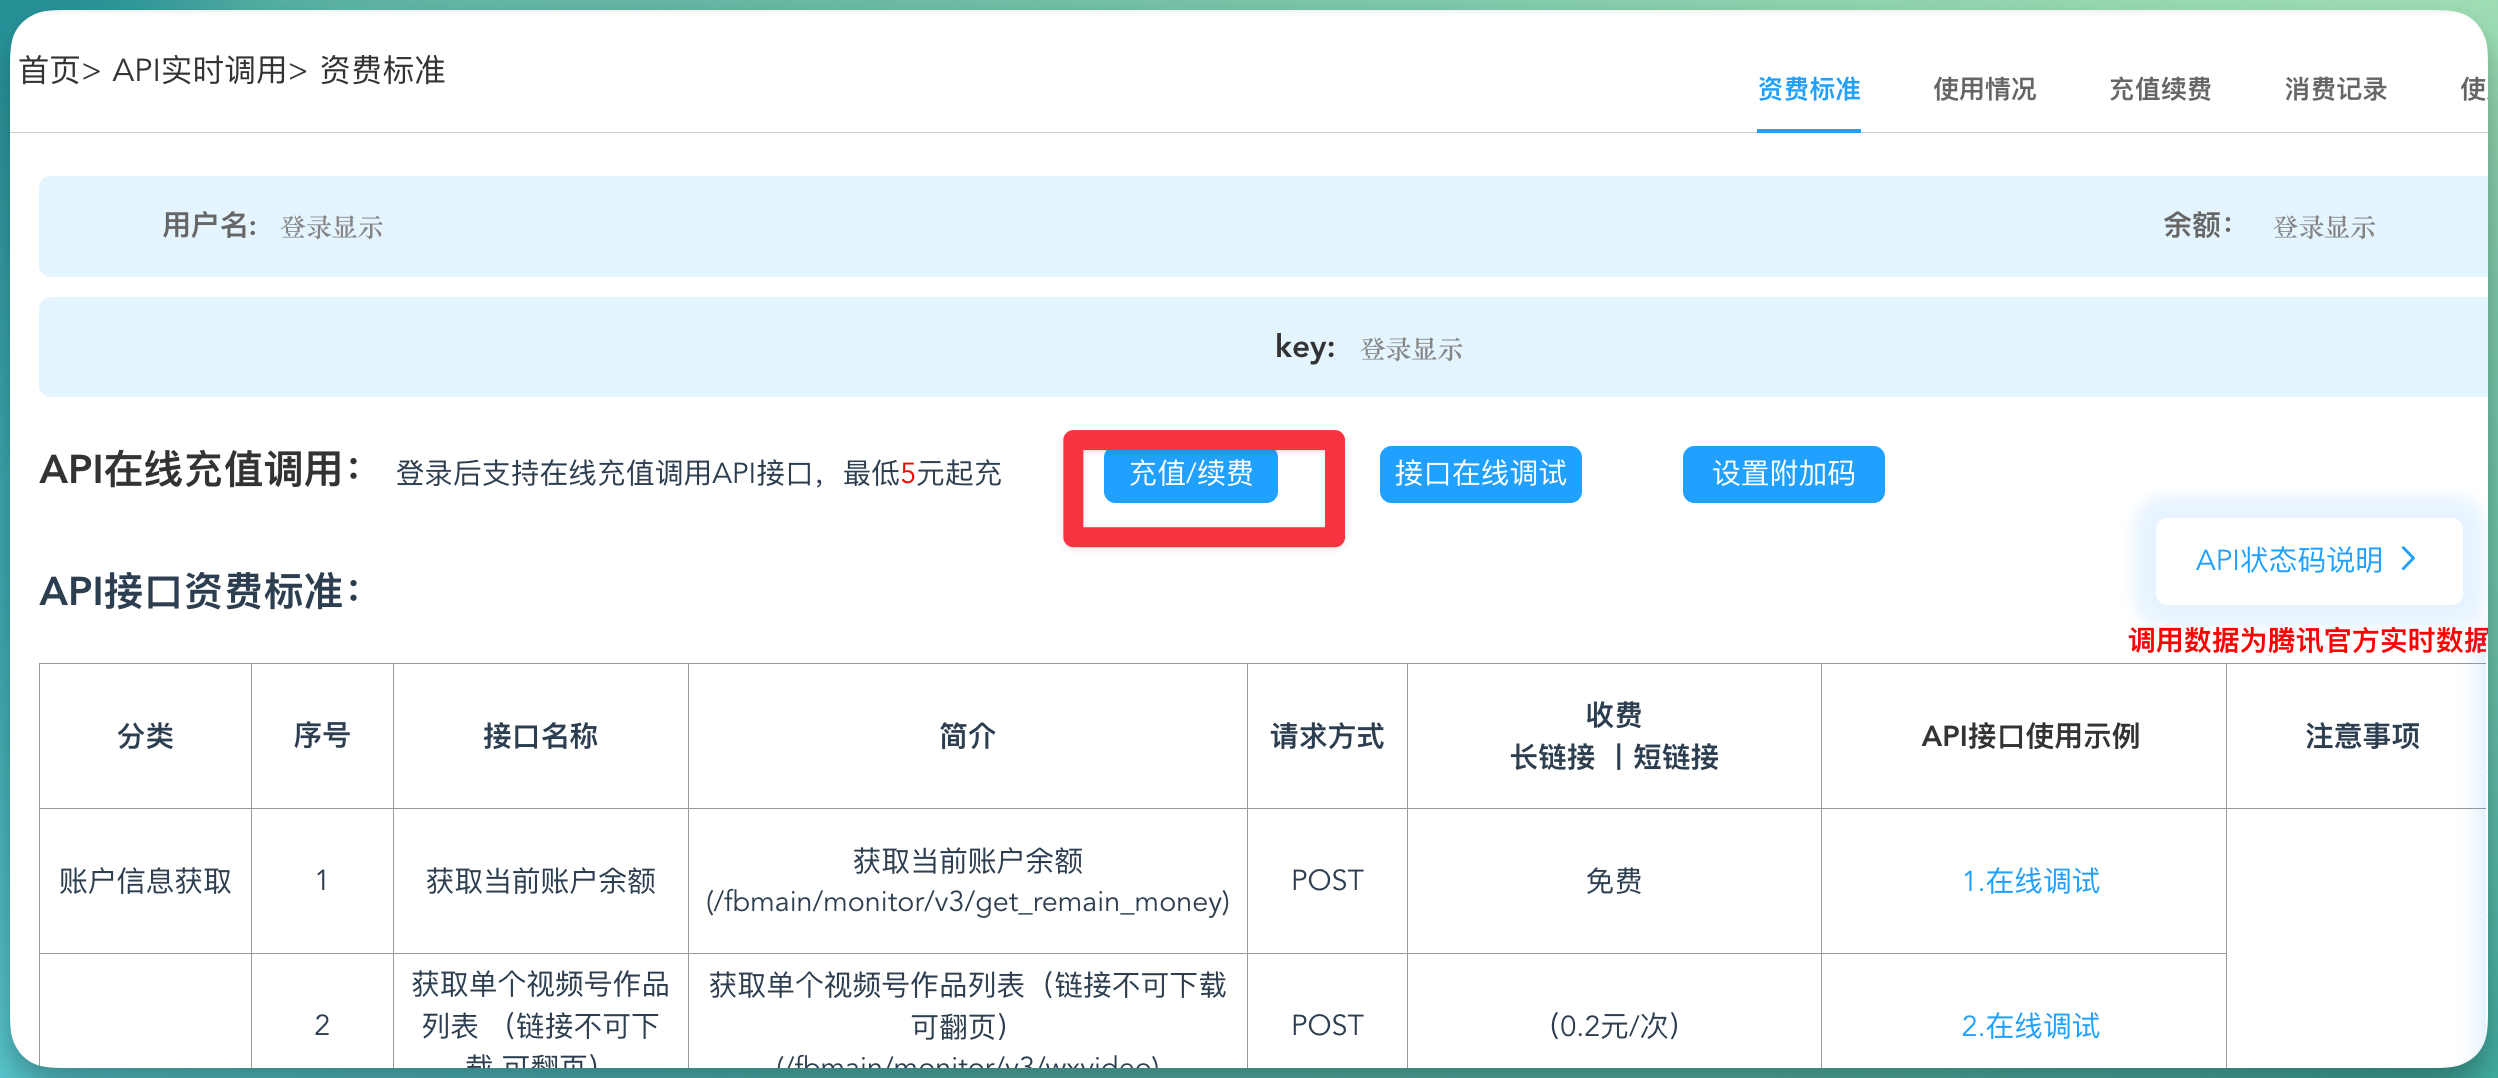 首页> API实时调用> 资费标准
资费标准 使用情况 充值续费 消费记录 使
用户名: 登录显示 余额： 登录显示
key: 登录显示
API在线充值调用： 登录后支持在线充值调用API接口，最低5元起充 充值/续费 接口在线调试 设置附加码
API状态码说明 >
API接口资费标准：
调用数据为腾讯官方实时数据
分类 序号 接口名称 简介 请求方式 收费 API接口使用示例 注意事项
长链接 丨短链接
账户信息获取 1 获取当前账户余额 获取当前账户余额 POST 免费 1.在线调试
(/fbmain/monitor/v3/get_remain_money)
2 获取单个视频号作品 获取单个视频号作品列表（链接不可下载 POST (0.2元/次) 2.在线调试
列表 （链接不可下 可翻页）
载 可翻页） (/fbmain/monitor/v3/wxvideo)